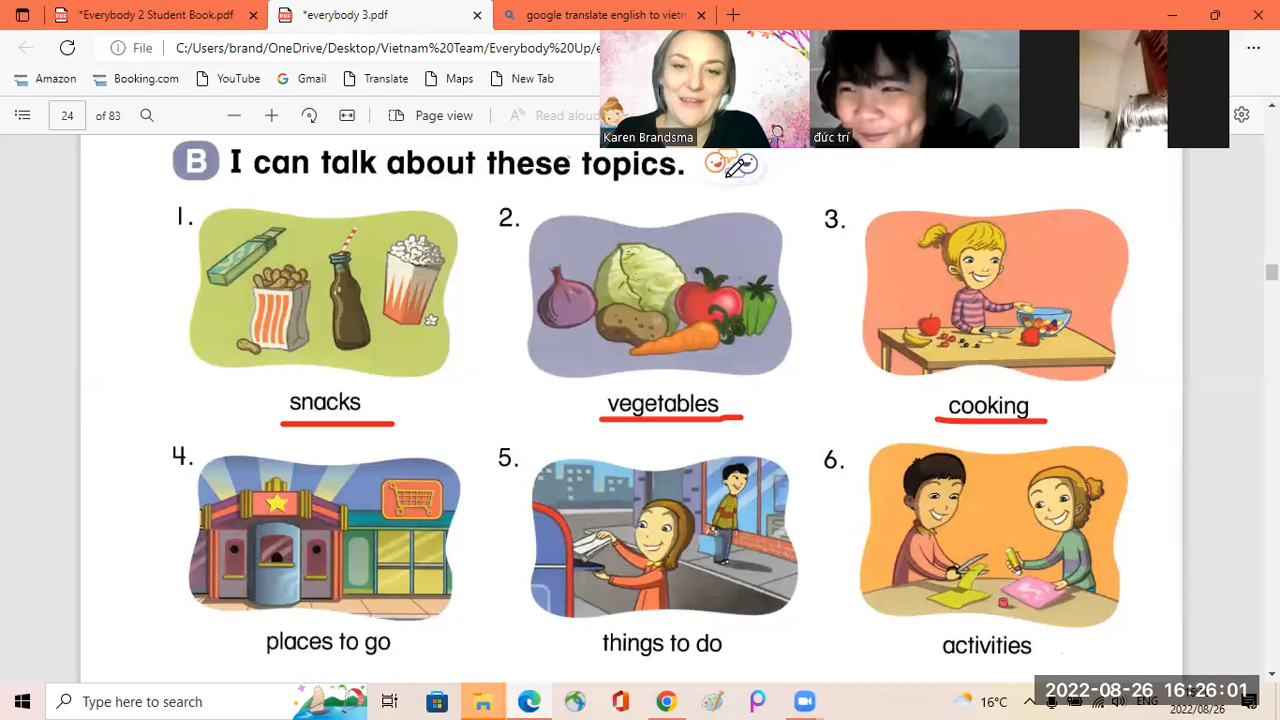 *Everybody 2 Student Book.pdf
*everybody 3.pdf
google translate english to vietn
File C:/Users/brand/OneDrive/Desktop/Vietnam%20Team/Everybody%20Up/e
Amazon Booking.com YouTube Gmail Translate Maps New Tab
24 of 83 Page view Read aloud
Karen Brandsma
đức trí
B I can talk about these topics.
1.
2.
3.
snacks
vegetables
cooking
4.
5.
6.
places to go
things to do
activities
Type here to search
16°C
ENG
2022-08-26 16:26:01
2022/08/26